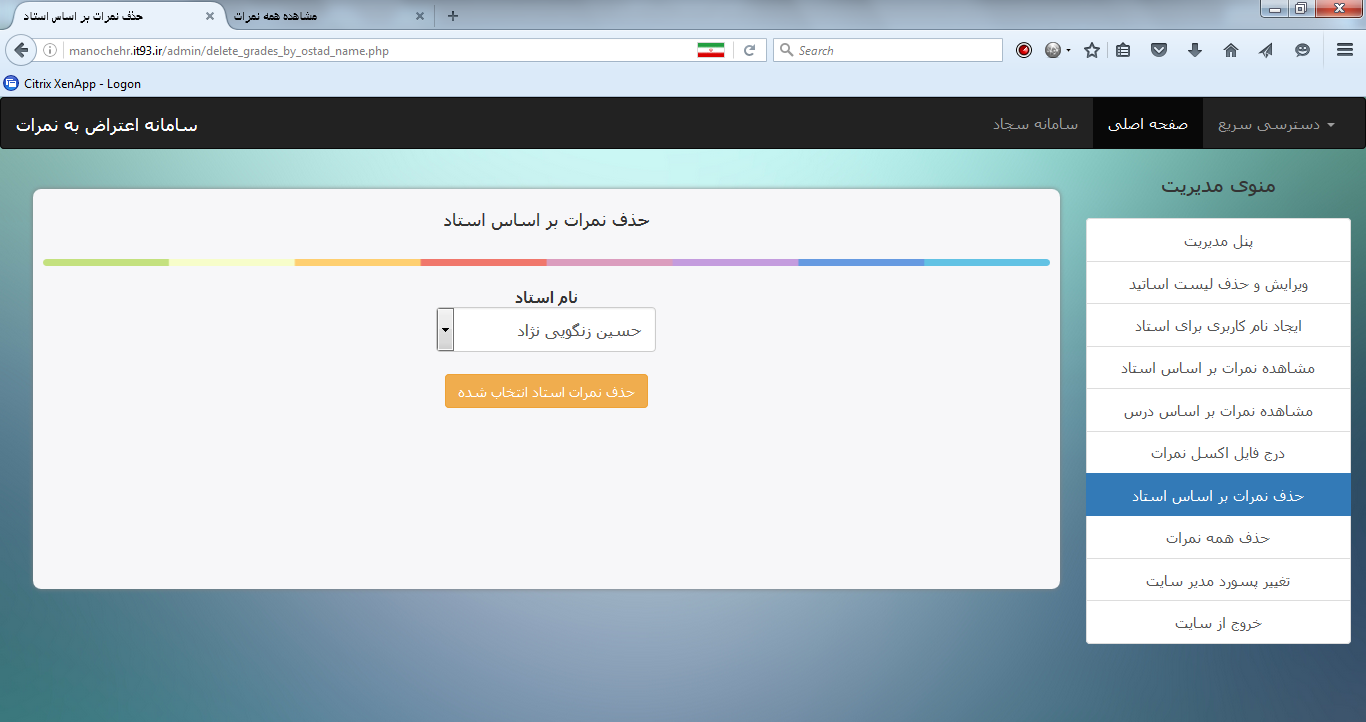 حذف نمرات بر اساس استاد
مشاهده همه نمرات
manochehr.it93.ir/admin/delete_grades_by_ostad_name.php
Search
Citrix XenApp - Logon
دسترسی سریع
صفحه اصلی
سامانه سجاد
سامانه اعتراض به نمرات
منوی مدیریت
پنل مدیریت
ویرایش و حذف لیست اساتید
ایجاد نام کاربری برای استاد
مشاهده نمرات بر اساس استاد
مشاهده نمرات بر اساس درس
درج فایل اکسل نمرات
حذف نمرات بر اساس استاد
حذف همه نمرات
تغییر پسورد مدیر سایت
خروج از سایت
حذف نمرات بر اساس استاد
نام استاد
حسین زنگویی نژاد
حذف نمرات استاد انتخاب شده